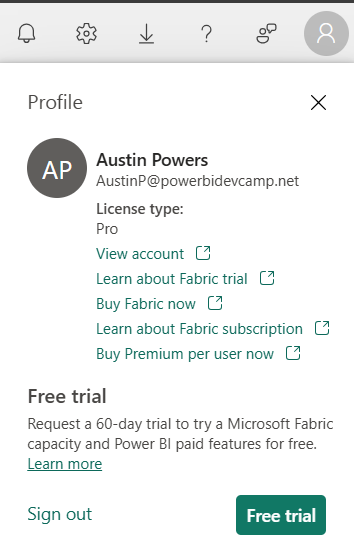 ?
Profile
AP
Austin Powers
AustinP@powerbidevcamp.net
License type:
Pro
View account
Learn about Fabric trial
Buy Fabric now
Learn about Fabric subscription
Buy Premium per user now
Free trial
Request a 60-day trial to try a Microsoft Fabric
capacity and Power BI paid features for free.
Learn more
Sign out
Free trial